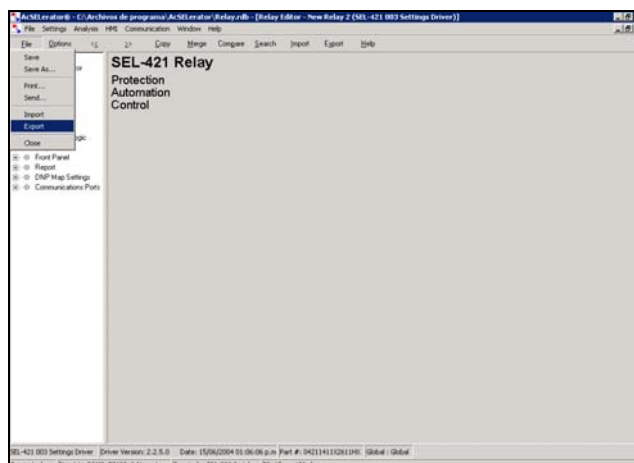 AcSELerator® - C:\Archivos de programa\AcSELerator\Relay.rdb - [Relay Editor - New Relay 2 (SEL-421 003 Settings Driver)]
File Settings Analysis HMI Communication Window Help
File Options << >> Copy Merge Compare Search Import Export Help
Save
Save As...
Print...
Send...
Import
Export
Close
SEL-421 Relay
Protection
Automation
Control
Front Panel
Report
DNP Map Settings
Communications Ports
SEL-421 003 Settings Driver Driver Version: 2.2.5.0 Date: 15/06/2004 01:06:06 p.m Part #: Global : Global